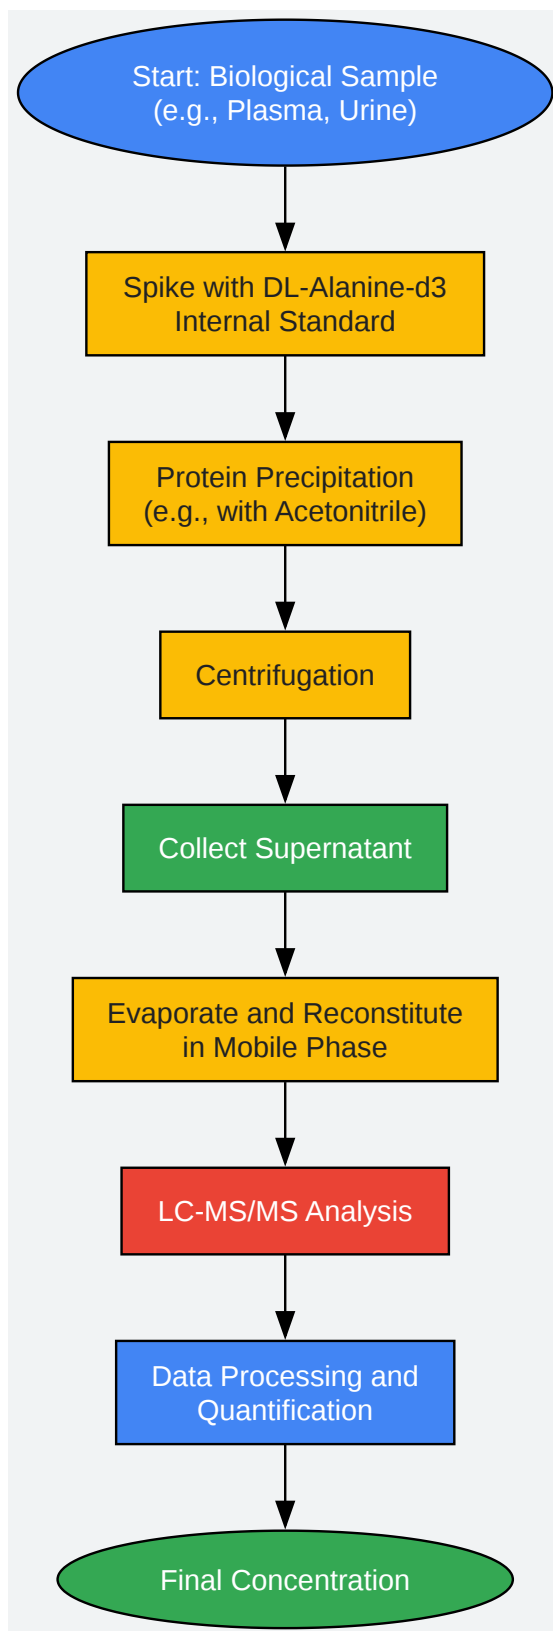 Start: Biological Sample
(e.g., Plasma, Urine)
Spike with DL-Alanine-d3
Internal Standard
Protein Precipitation
(e.g., with Acetonitrile)
Centrifugation
Collect Supernatant
Evaporate and Reconstitute
in Mobile Phase
LC-MS/MS Analysis
Data Processing and
Quantification
Final Concentration